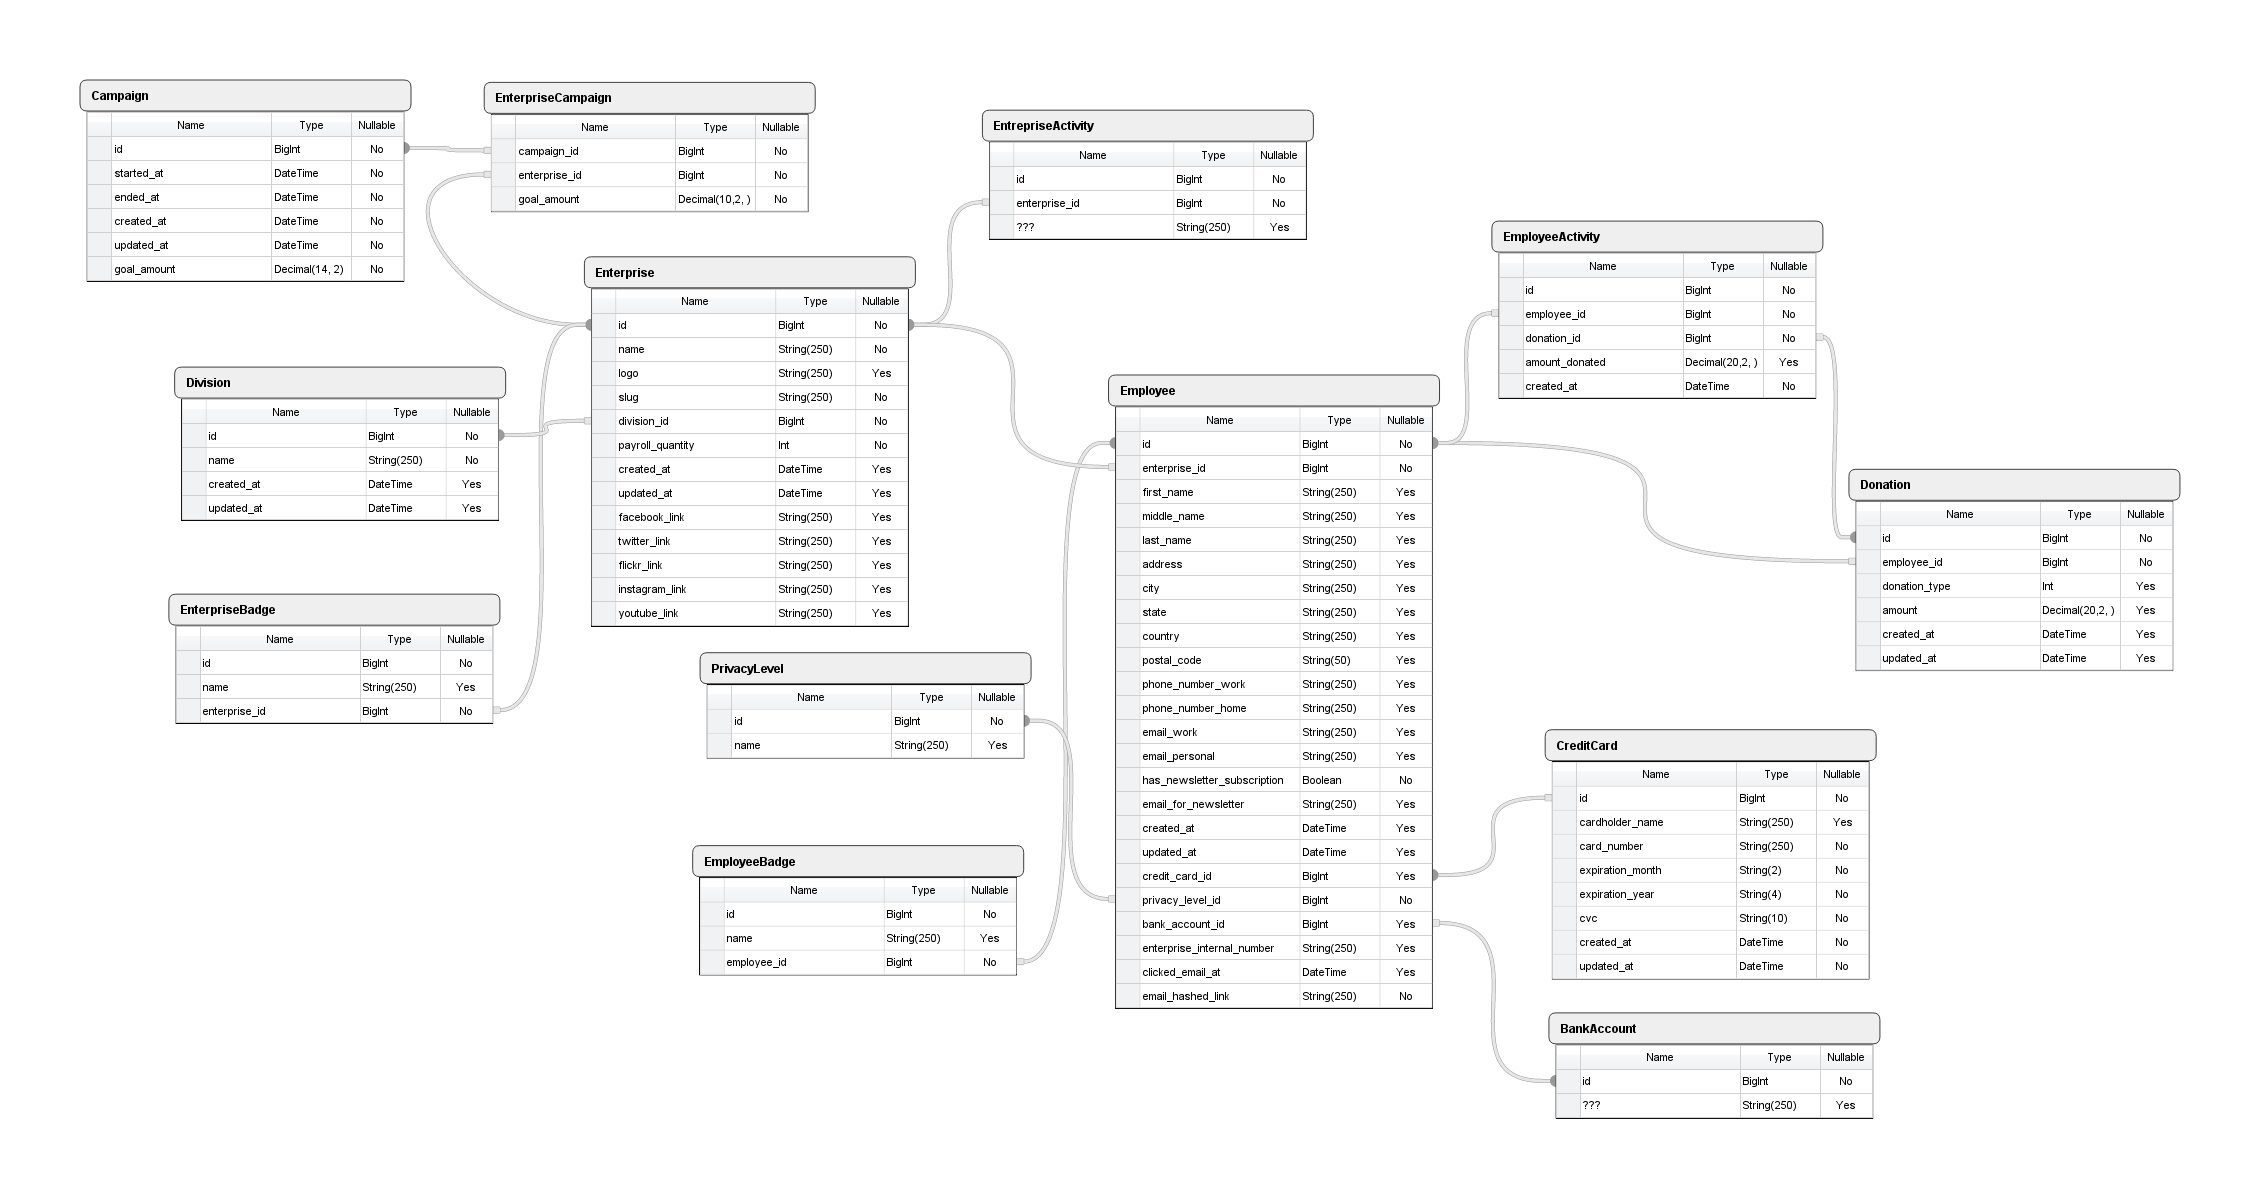 Campaign
Name Type Nullable
id BigInt No
started_at DateTime No
ended_at DateTime No
created_at DateTime No
updated_at DateTime No
goal_amount Decimal(14, 2) No
EnterpriseCampaign
Name Type Nullable
campaign_id BigInt No
enterprise_id BigInt No
goal_amount Decimal(10,2, ) No
EntrepriseActivity
Name Type Nullable
id BigInt No
enterprise_id BigInt No
??? String(250) Yes
EmployeeActivity
Name Type Nullable
id BigInt No
employee_id BigInt No
donation_id BigInt No
amount_donated Decimal(20,2, ) Yes
created_at DateTime No
Enterprise
Name Type Nullable
id BigInt No
name String(250) No
logo String(250) Yes
slug String(250) No
division_id BigInt No
payroll_quantity Int No
created_at DateTime Yes
updated_at DateTime Yes
facebook_link String(250) Yes
twitter_link String(250) Yes
flickr_link String(250) Yes
instagram_link String(250) Yes
youtube_link String(250) Yes
Division
Name Type Nullable
id BigInt No
name String(250) No
created_at DateTime Yes
updated_at DateTime Yes
Employee
Name Type Nullable
id BigInt No
enterprise_id BigInt No
first_name String(250) Yes
middle_name String(250) Yes
last_name String(250) Yes
address String(250) Yes
city String(250) Yes
state String(250) Yes
country String(250) Yes
postal_code String(50) Yes
phone_number_work String(250) Yes
phone_number_home String(250) Yes
email_work String(250) Yes
email_personal String(250) Yes
has_newsletter_subscription Boolean No
email_for_newsletter String(250) Yes
created_at DateTime Yes
updated_at DateTime Yes
credit_card_id BigInt Yes
privacy_level_id BigInt No
bank_account_id BigInt Yes
enterprise_internal_number String(250) Yes
clicked_email_at DateTime Yes
email_hashed_link String(250) No
Donation
Name Type Nullable
id BigInt No
employee_id BigInt No
donation_type Int Yes
amount Decimal(20,2, ) Yes
created_at DateTime Yes
updated_at DateTime Yes
EnterpriseBadge
Name Type Nullable
id BigInt No
name String(250) Yes
enterprise_id BigInt No
PrivacyLevel
Name Type Nullable
id BigInt No
name String(250) Yes
CreditCard
Name Type Nullable
id BigInt No
cardholder_name String(250) Yes
card_number String(250) No
expiration_month String(2) No
expiration_year String(4) No
cvc String(10) No
created_at DateTime No
updated_at DateTime No
EmployeeBadge
Name Type Nullable
id BigInt No
name String(250) Yes
employee_id BigInt No
BankAccount
Name Type Nullable
id BigInt No
??? String(250) Yes